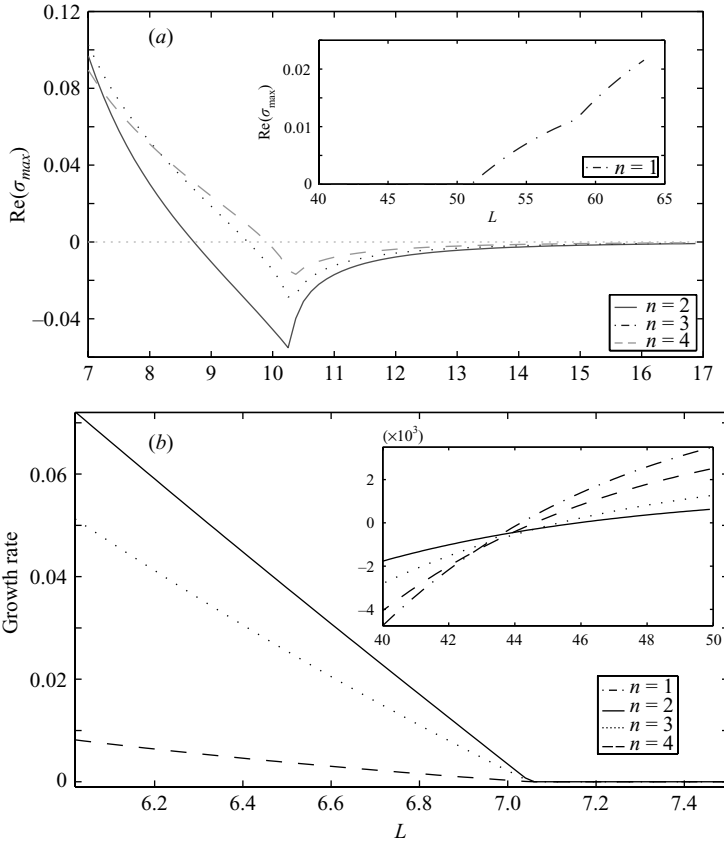 (a)
0.12
0.08
0.04
0
–0.04
Re(σmax)
7 8 9 10 11 12 13 14 15 16 17
0.02
0.01
0
Re(σmax)
40 45 50 55 60 65
L
n = 1
n = 2
n = 3
n = 4
(b)
0.06
0.04
0.02
0
Growth rate
6.2 6.4 6.6 6.8 7.0 7.2 7.4
L
(×10³)
2
0
–2
–4
40 42 44 46 48 50
n = 1
n = 2
n = 3
n = 4